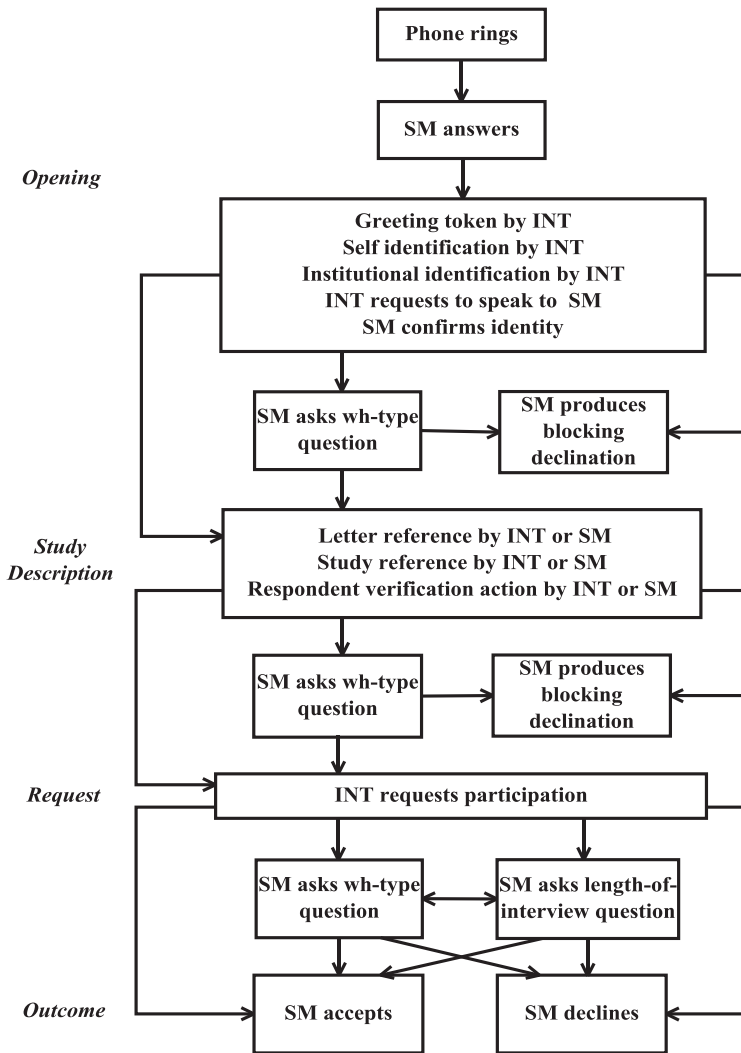 Phone rings
SM answers
Opening
Greeting token by INT
Self identification by INT
Institutional identification by INT
INT requests to speak to SM
SM confirms identity
SM asks wh-type
question
SM produces
blocking
declination
Study
Description
Letter reference by INT or SM
Study reference by INT or SM
Respondent verification action by INT or SM
SM asks wh-type
question
SM produces
blocking
declination
Request
INT requests participation
SM asks wh-type
question
SM asks length-of-
interview question
Outcome
SM accepts
SM declines